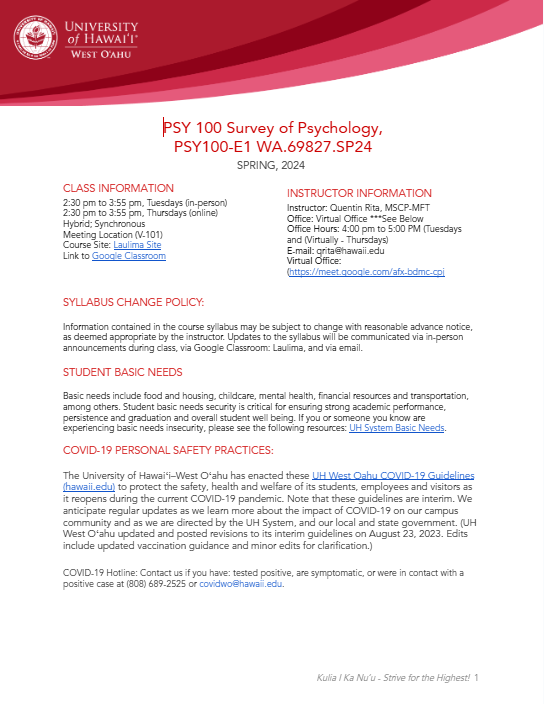 UNIVERSITY
OF HAWAIʻI®
WEST OʻAHU
PSY 100 Survey of Psychology,
PSY100-E1 WA.69827.SP24
SPRING, 2024
CLASS INFORMATION
2:30 pm to 3:55 pm, Tuesdays (in-person)
2:30 pm to 3:55 pm, Thursdays (online)
Hybrid; Synchronous
Meeting Location (V-101)
Course Site: Laulima Site
Link to Google Classroom
INSTRUCTOR INFORMATION
Instructor: Quentin Rita, MSCP-MFT
Office: Virtual Office ***See Below
Office Hours: 4:00 pm to 5:00 PM (Tuesdays
and (Virtually - Thursdays)
E-mail: qrita@hawaii.edu
Virtual Office:
(https://meet.google.com/afx-bdmc-cpj
SYLLABUS CHANGE POLICY:
Information contained in the course syllabus may be subject to change with reasonable advance notice,
as deemed appropriate by the instructor. Updates to the syllabus will be communicated via in-person
announcements during class, via Google Classroom: Laulima, and via email.
STUDENT BASIC NEEDS
Basic needs include food and housing, childcare, mental health, financial resources and transportation,
among others. Student basic needs security is critical for ensuring strong academic performance,
persistence and graduation and overall student well being. If you or someone you know are
experiencing basic needs insecurity, please see the following resources: UH System Basic Needs.
COVID-19 PERSONAL SAFETY PRACTICES:
The University of Hawaiʻi–West Oʻahu has enacted these UH West Oahu COVID-19 Guidelines
(hawaii.edu) to protect the safety, health and welfare of its students, employees and visitors as
it reopens during the current COVID-19 pandemic. Note that these guidelines are interim. We
anticipate regular updates as we learn more about the impact of COVID-19 on our campus
community and as we are directed by the UH System, and our local and state government. (UH
West Oʻahu updated and posted revisions to its interim guidelines on August 23, 2023. Edits
include updated vaccination guidance and minor edits for clarification.)
COVID-19 Hotline: Contact us if you have: tested positive, are symptomatic, or were in contact with a
positive case at (808) 689-2525 or covidwo@hawaii.edu.
Kulia I Ka Nuʻu - Strive for the Highest! 1